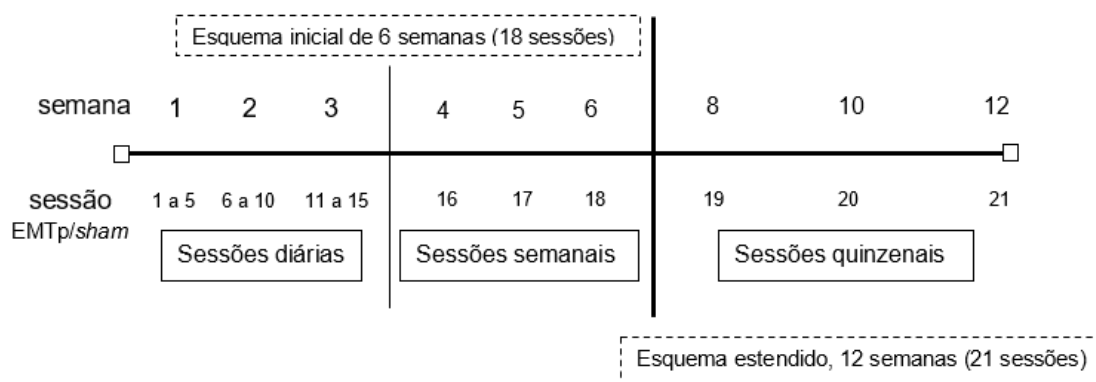 Esquema inicial de 6 semanas (18 sessões)
semana 1 2 3 4 5 6 8 10 12
sessão 1 a 5 6 a 10 11 a 15 16 17 18 19 20 21
EMTp/sham
Sessões diárias Sessões semanais Sessões quinzenais
Esquema estendido, 12 semanas (21 sessões)